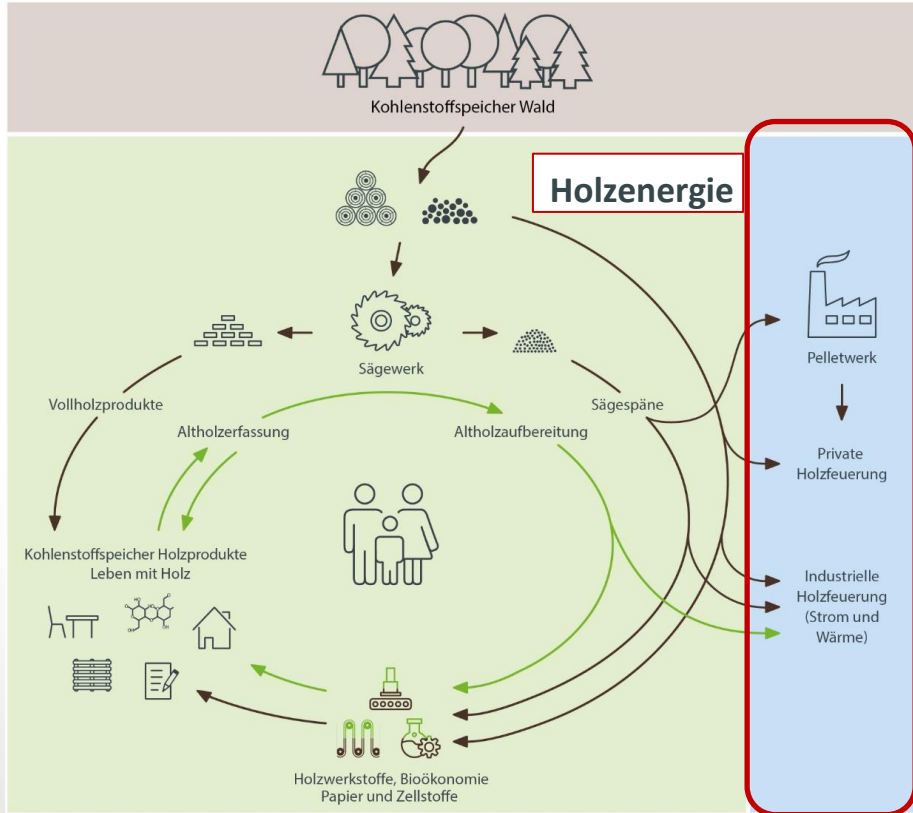 Kohlenstoffspeicher Wald
Holzenergie
Pelletwerk
Sägewerk
Vollholzprodukte
Sägespäne
Altholzerfassung
Altholzaufbereitung
Private
Holzfeuerung
Kohlenstoffspeicher Holzprodukte
Leben mit Holz
Industrielle
Holzfeuerung
(Strom und
Wärme)
Holzwerkstoffe, Bioökonomie
Papier und Zellstoffe